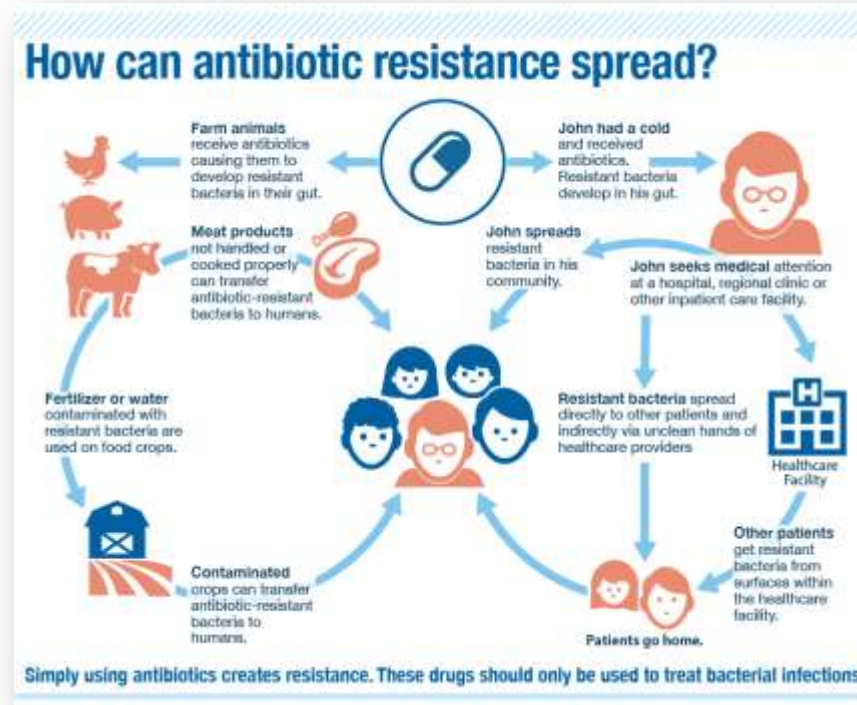 How can antibiotic resistance spread?
Farm animals
receive antibiotics
causing them to
develop resistant
bacteria in their gut.
John had a cold
and received
antibiotics.
Resistant bacteria
develop in his gut.
Meat products
not handled or
cooked properly
can transfer
antibiotic-resistant
bacteria to humans.
John spreads
resistant
bacteria in his
community.
John seeks medical attention
at a hospital, regional clinic or
other inpatient care facility.
Fertilizer or water
contaminated with
resistant bacteria are
used on food crops.
Resistant bacteria spread
directly to other patients and
indirectly via unclean hands of
healthcare providers
H
Healthcare
Facility
Contaminated
crops can transfer
antibiotic-resistant
bacteria to
humans.
Other patients
get resistant
bacteria from
surfaces within
the healthcare
facility.
Patients go home.
Simply using antibiotics creates resistance. These drugs should only be used to treat bacterial infections